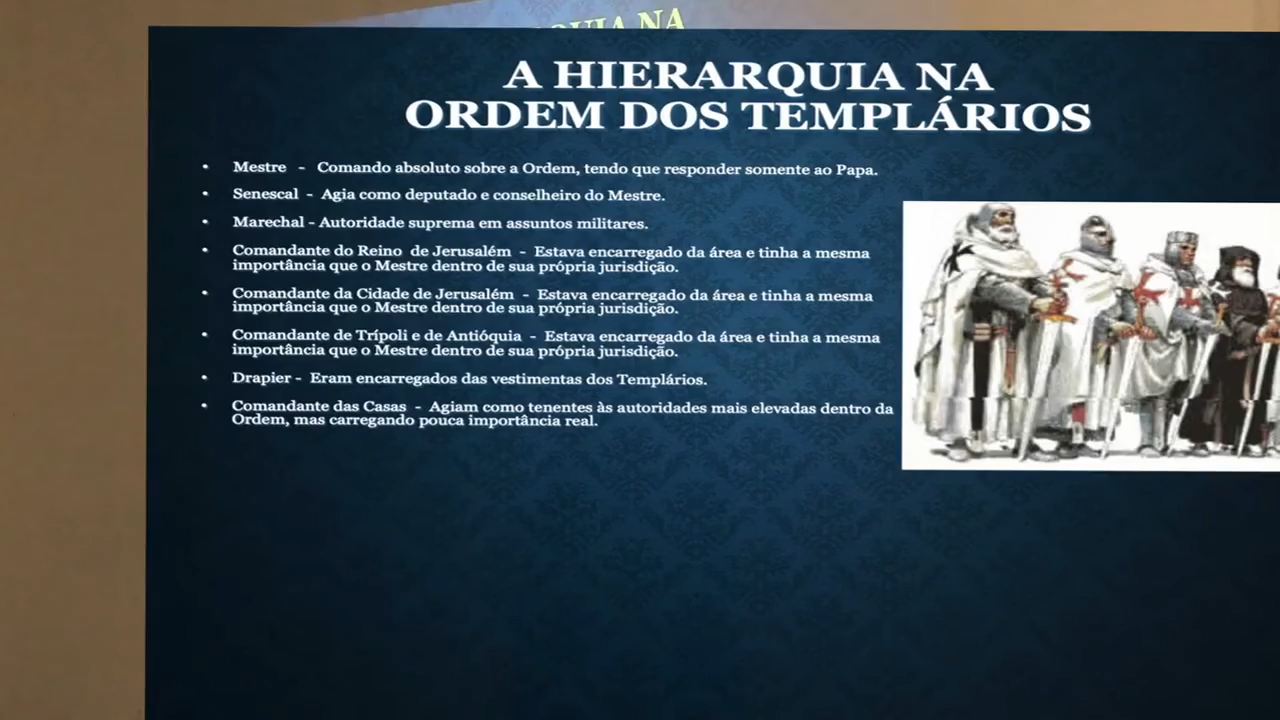 QUIA NA
A HIERARQUIA NA
ORDEM DOS TEMPLÁRIOS
• Mestre - Comando absoluto sobre a Ordem, tendo que responder somente ao Papa.
• Senescal - Agia como deputado e conselheiro do Mestre.
• Marechal - Autoridade suprema em assuntos militares.
• Comandante do Reino de Jerusalém - Estava encarregado da área e tinha a mesma
importância que o Mestre dentro de sua própria jurisdição.
• Comandante da Cidade de Jerusalém - Estava encarregado da área e tinha a mesma
importância que o Mestre dentro de sua própria jurisdição.
• Comandante de Trípoli e de Antióquia - Estava encarregado da área e tinha a mesma
importância que o Mestre dentro de sua própria jurisdição.
• Drapier - Eram encarregados das vestimentas dos Templários.
• Comandante das Casas - Agiam como tenentes às autoridades mais elevadas dentro da
Ordem, mas carregando pouca importância real.